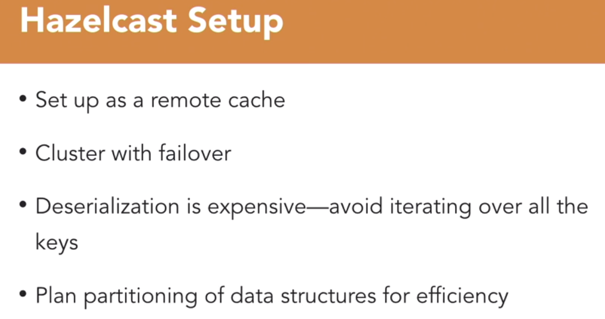 Hazelcast Setup
• Set up as a remote cache
• Cluster with failover
• Deserialization is expensive—avoid iterating over all the
keys
• Plan partitioning of data structures for efficiency